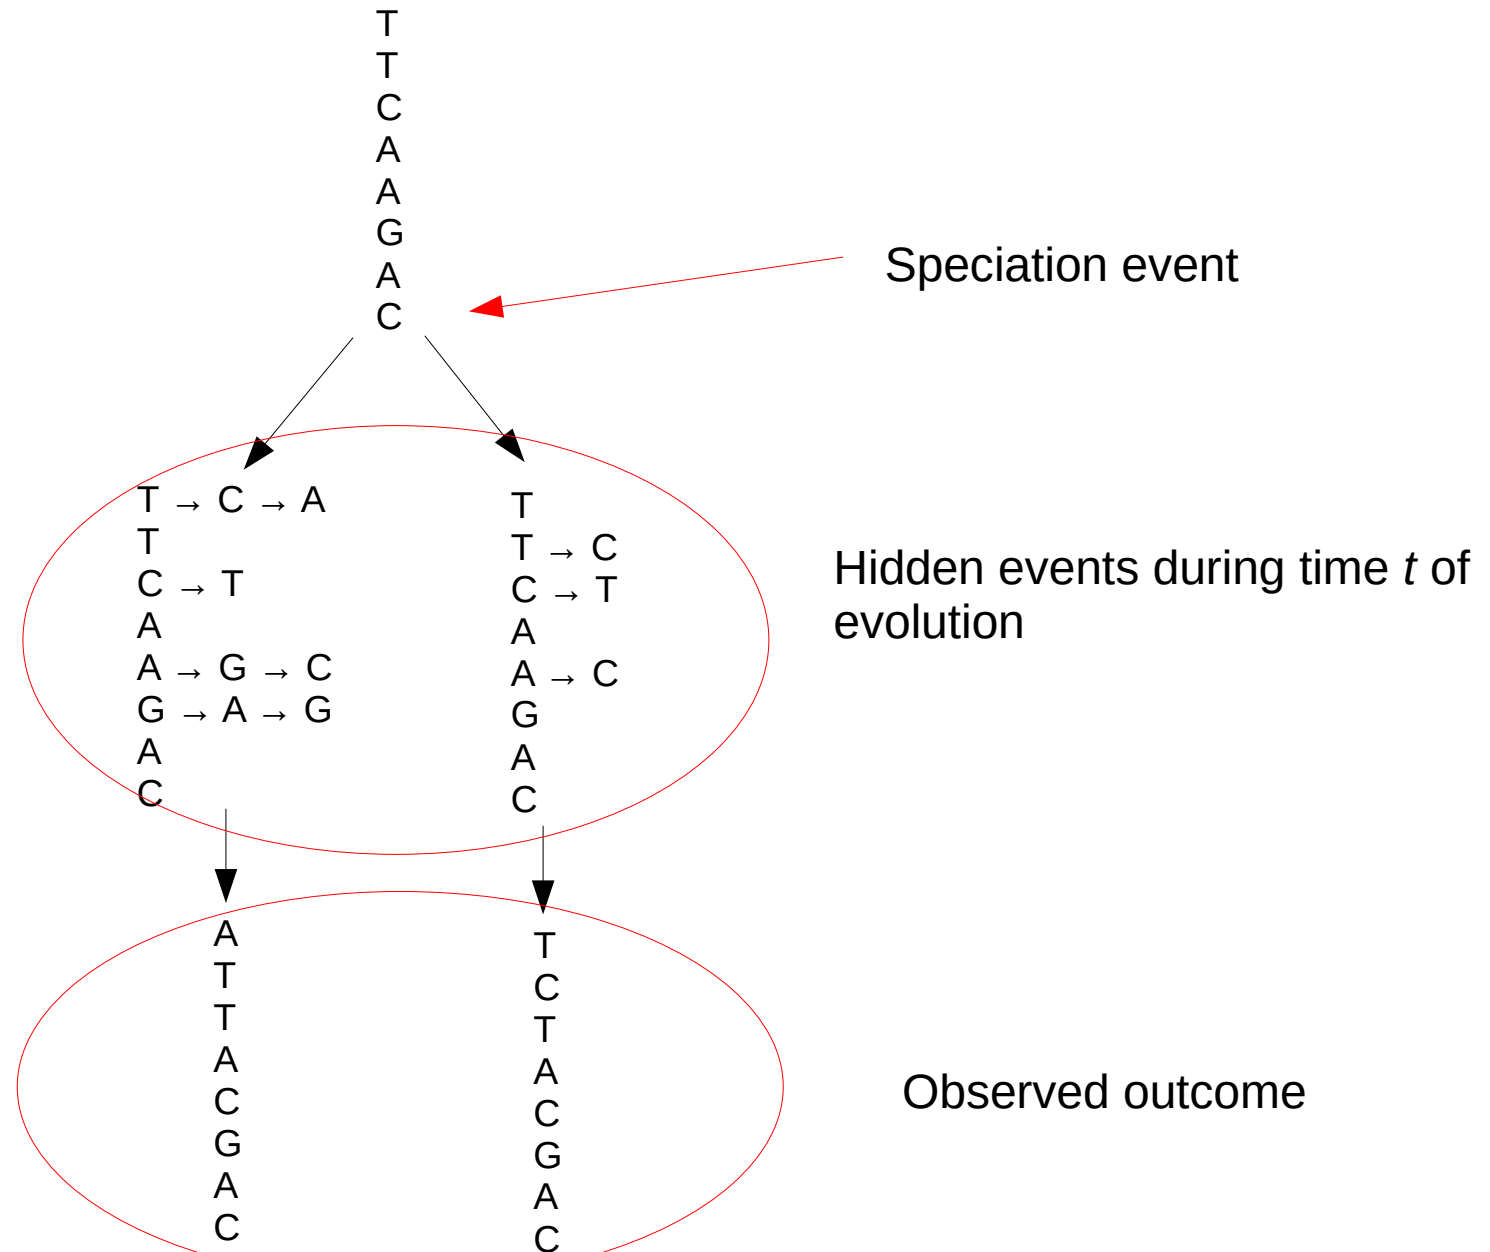 T
T
C
A
A
G
A
C
Speciation event
T → C → A
T
C → T
A
A → G → C
G → A → G
A
C
T
T → C
C → T
A
A → C
G
A
C
Hidden events during time t of
evolution
A
T
T
A
C
G
A
C
T
C
T
A
C
G
A
C
Observed outcome